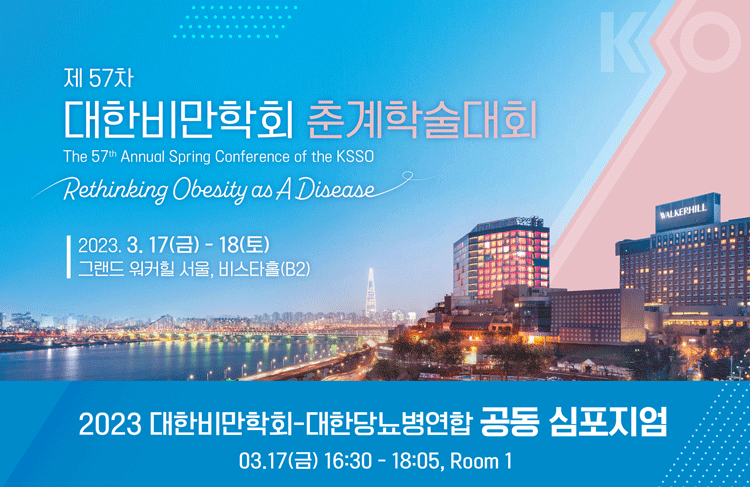 KSSO
제 57차
대한비만학회 춘계학술대회
The 57th Annual Spring Conference of the KSSO
Rethinking Obesity as A Disease
2023. 3. 17(금) - 18(토)
그랜드 워커힐 서울, 비스타홀(B2)
WALKERHILL
2023 대한비만학회-대한당뇨병연합 공동 심포지엄
03.17(금) 16:30 - 18:05, Room 1